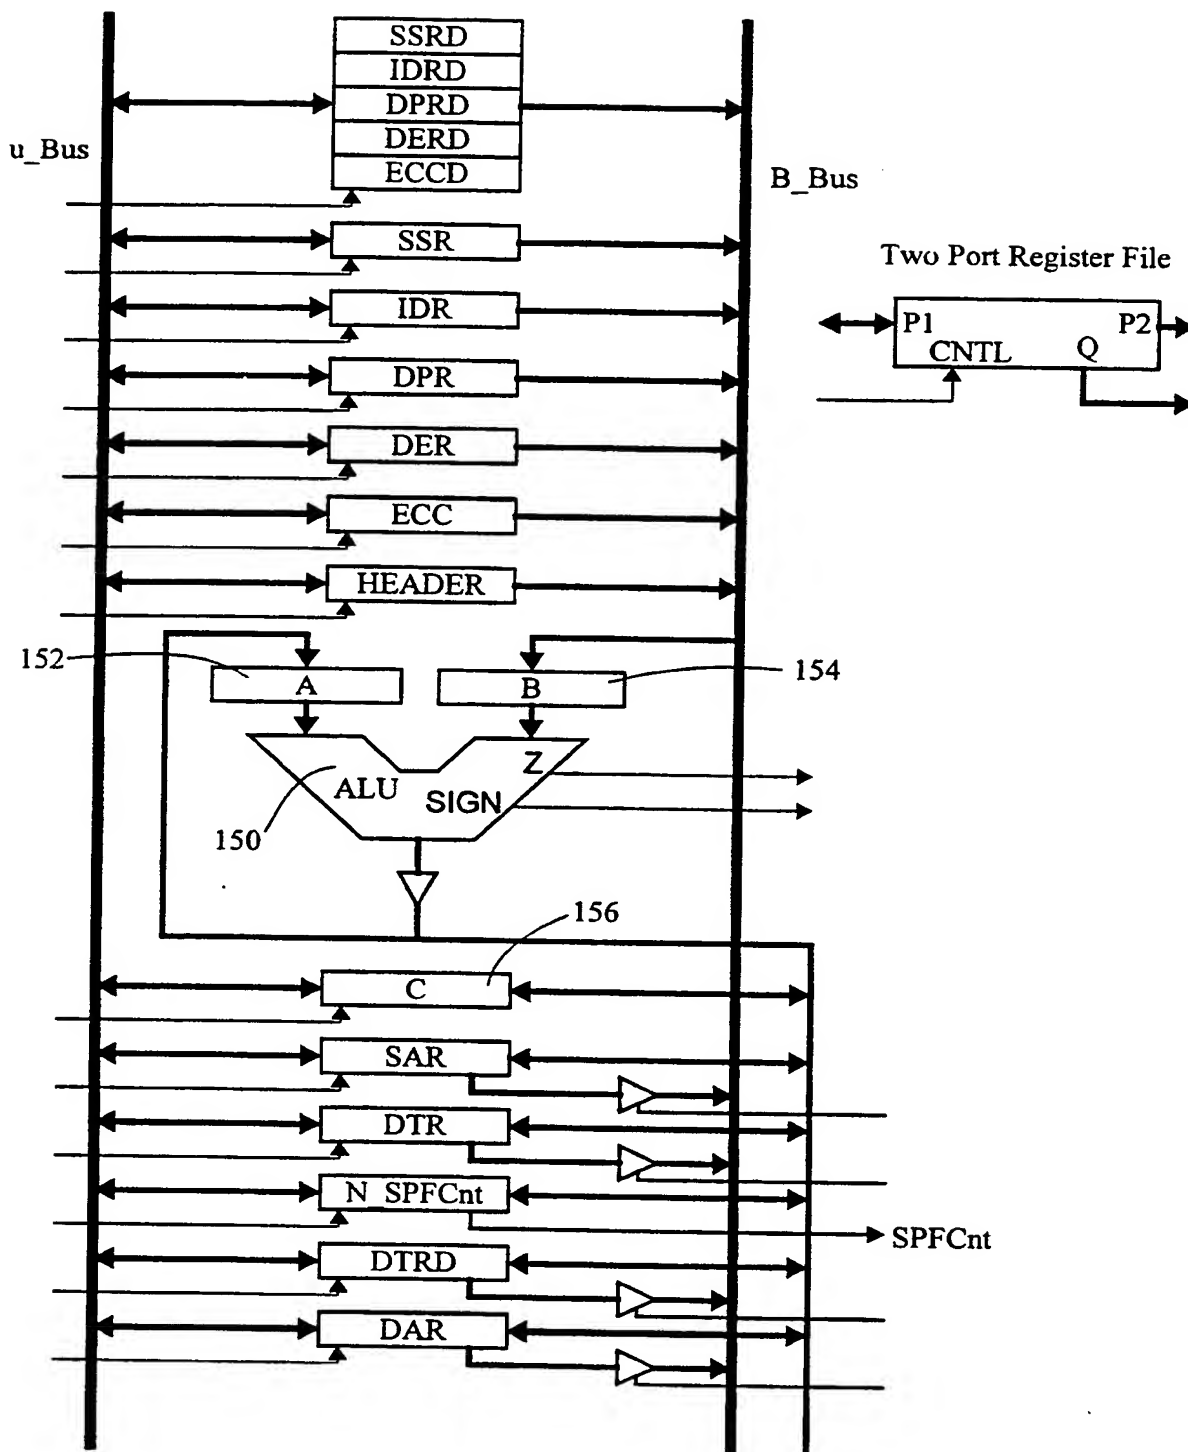 SSRD
IDRD
DPRD
DERD
ECCD
u_Bus
B_Bus
SSR
Two Port Register File
P1
P2
CNTL
Q
IDR
DPR
DER
ECC
HEADER
152
A
B
154
Z
ALU
SIGN
150
156
C
SAR
DTR
N_SPFCnt
SPFCnt
DTRD
DAR